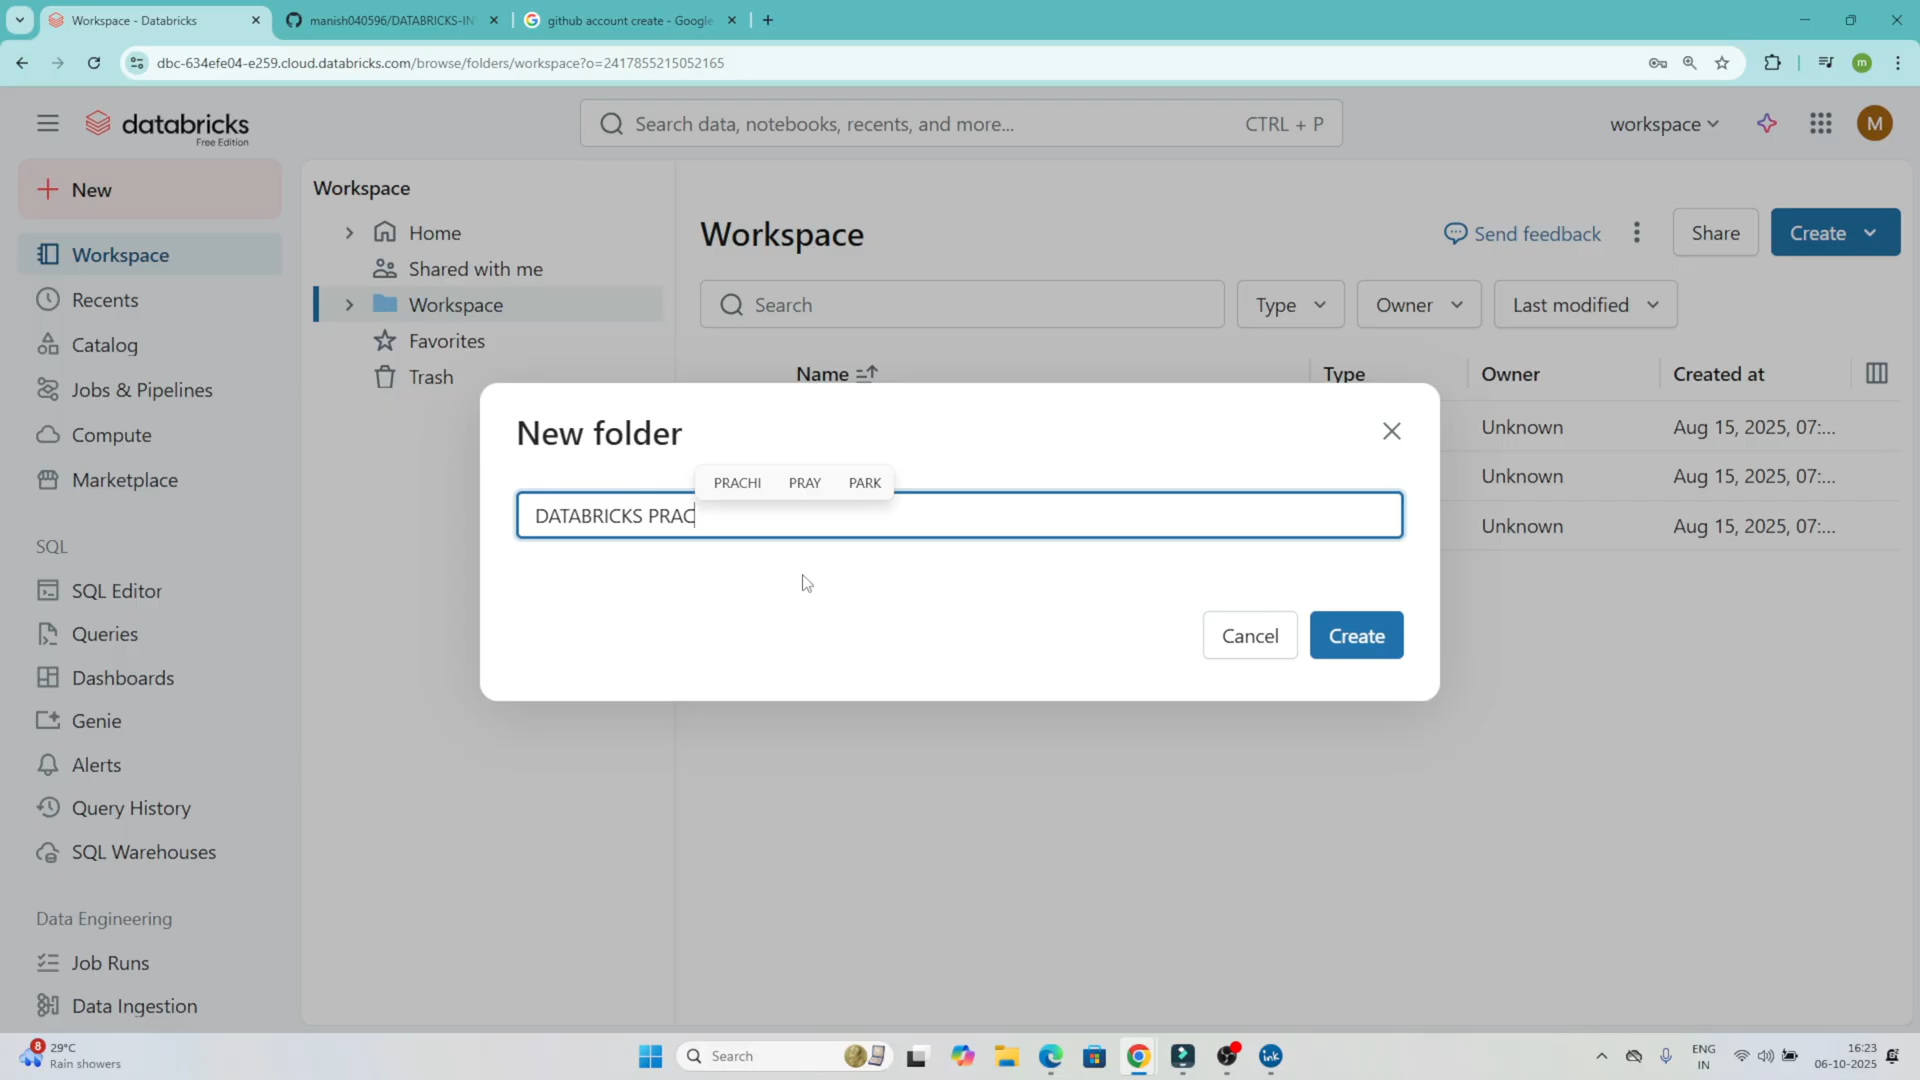 Workspace - Databricks
manish040596/DATABRICKS-IN
github account create - Google
dbc-634efe04-e259.cloud.databricks.com/browse/folders/workspace?o=2417855215052165
m
databricks
Free Edition
Search data, notebooks, recents, and more...
CTRL + P
workspace
M
New
Workspace
Recents
Catalog
Jobs & Pipelines
Compute
Marketplace
SQL
SQL Editor
Queries
Dashboards
Genie
Alerts
Query History
SQL Warehouses
Data Engineering
Job Runs
Data Ingestion
Workspace
Home
Shared with me
Workspace
Favorites
Trash
Workspace
Send feedback
Share
Create
Search
Type
Owner
Last modified
Name
Type
Owner
Created at
Unknown
Aug 15, 2025, 07:...
Unknown
Aug 15, 2025, 07:...
Unknown
Aug 15, 2025, 07:...
New folder
PRACHI PRAY PARK
DATABRICKS PRAC
Cancel
Create
8
29°C
Rain showers
Search
ink
ENG
IN
16:23
06-10-2025